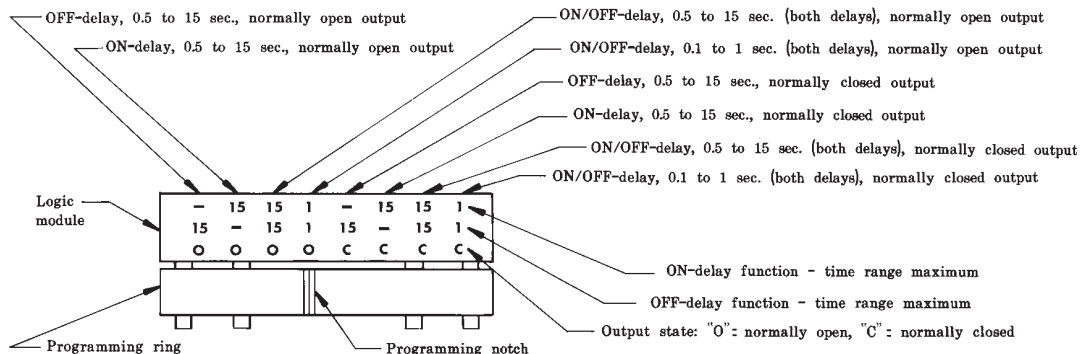 OFF-delay, 0.5 to 15 sec., normally open output
ON-delay, 0.5 to 15 sec., normally open output
ON/OFF-delay, 0.5 to 15 sec. (both delays), normally open output
ON/OFF-delay, 0.1 to 1 sec. (both delays), normally open output
OFF-delay, 0.5 to 15 sec., normally closed output
ON-delay, 0.5 to 15 sec., normally closed output
ON/OFF-delay, 0.5 to 15 sec. (both delays), normally closed output
ON/OFF-delay, 0.1 to 1 sec. (both delays), normally closed output
Logic
module
– 15 15 1 – 15 15 1
15 – 15 1 15 – 15 1
O O O O C C C C
ON-delay function - time range maximum
OFF-delay function - time range maximum
Output state: "O": normally open, "C": normally closed
Programming ring
Programming notch